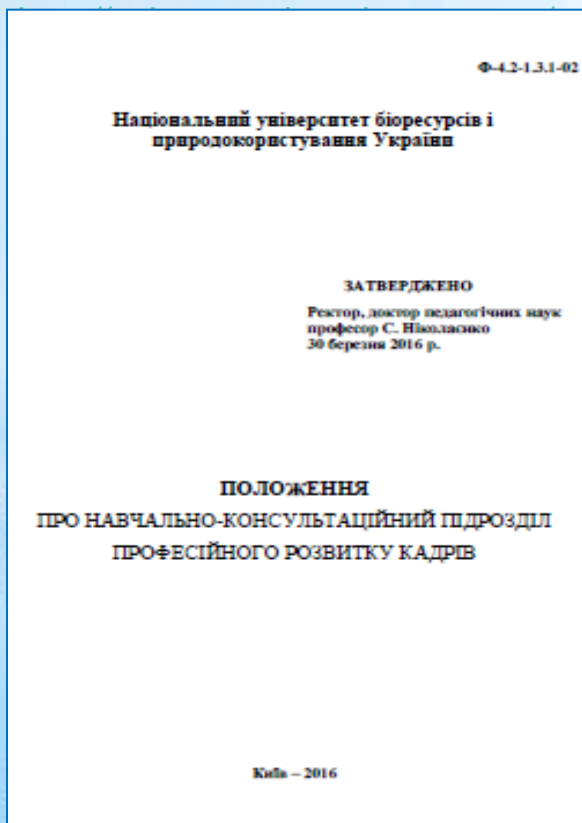 Ф-4.2-1.3.1-02
Національний університет біоресурсів і
природокористування України
ЗАТВЕРДЖЕНО
Ректор, доктор педагогічних наук
професор С. Ніколаєнко
30 березня 2016 р.
ПОЛОЖЕННЯ
ПРО НАВЧАЛЬНО-КОНСУЛЬТАЦІЙНИЙ ПІДРОЗДІЛ
ПРОФЕСІЙНОГО РОЗВИТКУ КАДРІВ
Київ – 2016